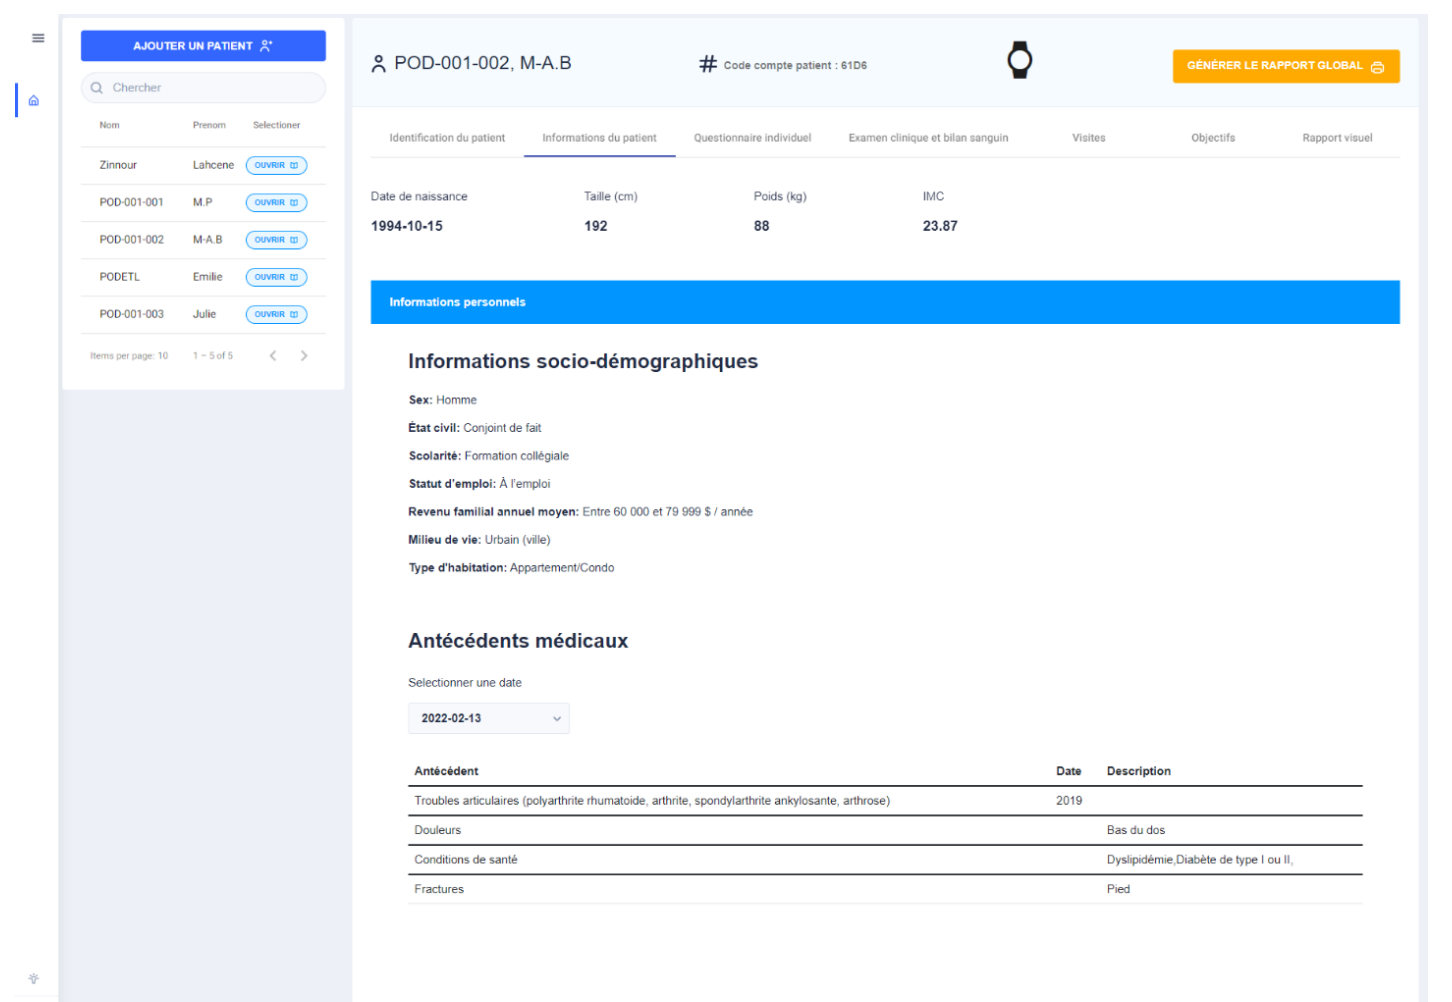 AJOUTER UN PATIENT
Chercher
Nom Prenom Selectioner
Zinnour Lahcene OUVRIR
POD-001-001 M.P OUVRIR
POD-001-002 M-A.B OUVRIR
PODETL Emilie OUVRIR
POD-001-003 Julie OUVRIR
Items per page: 10 1 – 5 of 5
POD-001-002, M-A.B
# Code compte patient : 61D6
GÉNÉRER LE RAPPORT GLOBAL
Identification du patient Informations du patient Questionnaire individuel Examen clinique et bilan sanguin Visites Objectifs Rapport visuel
Date de naissance Taille (cm) Poids (kg) IMC
1994-10-15 192 88 23.87
Informations personnels
Informations socio-démographiques
Sex: Homme
État civil: Conjoint de fait
Scolarité: Formation collégiale
Statut d'emploi: À l'emploi
Revenu familial annuel moyen: Entre 60 000 et 79 999 $ / année
Milieu de vie: Urbain (ville)
Type d'habitation: Appartement/Condo
Antécédents médicaux
Selectionner une date
2022-02-13
Antécédent Date Description
Troubles articulaires (polyarthrite rhumatoide, arthrite, spondylarthrite ankylosante, arthrose) 2019
Douleurs Bas du dos
Conditions de santé Dyslipidémie,Diabète de type I ou II,
Fractures Pied